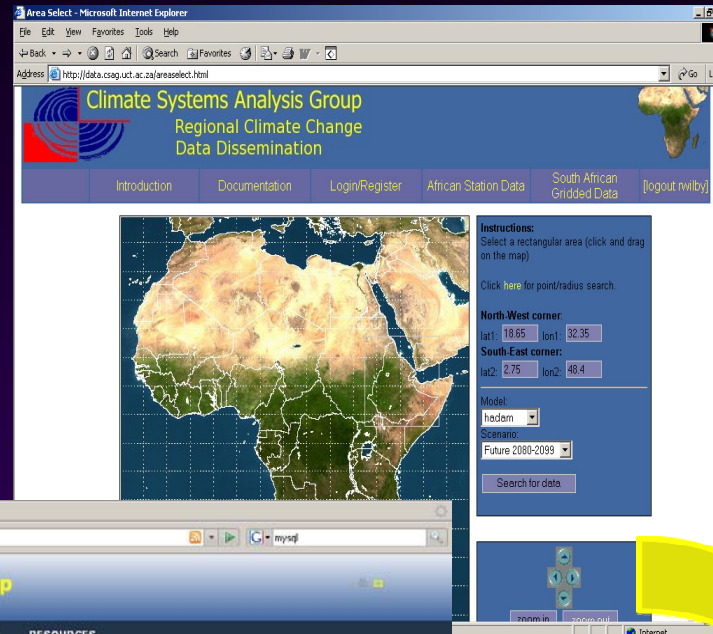 Area Select - Microsoft Internet Explorer
File Edit View Favorites Tools Help
Back Search Favorites
Address http://data.csag.uct.ac.za/areaselect.html Go
Climate Systems Analysis Group
Regional Climate Change
Data Dissemination
Introduction Documentation Login/Register African Station Data South African Gridded Data [logout rwilby]
Instructions:
Select a rectangular area (click and drag
on the map)
Click here for point/radius search.
North-West corner:
lat1: 18.65 lon1: 32.35
South-East corner:
lat2: 2.75 lon2: 48.4
Model:
hadam
Scenario:
Future 2080-2099
Search for data
G mysql
p
RESOURCES
zoom in zoom out
Internet